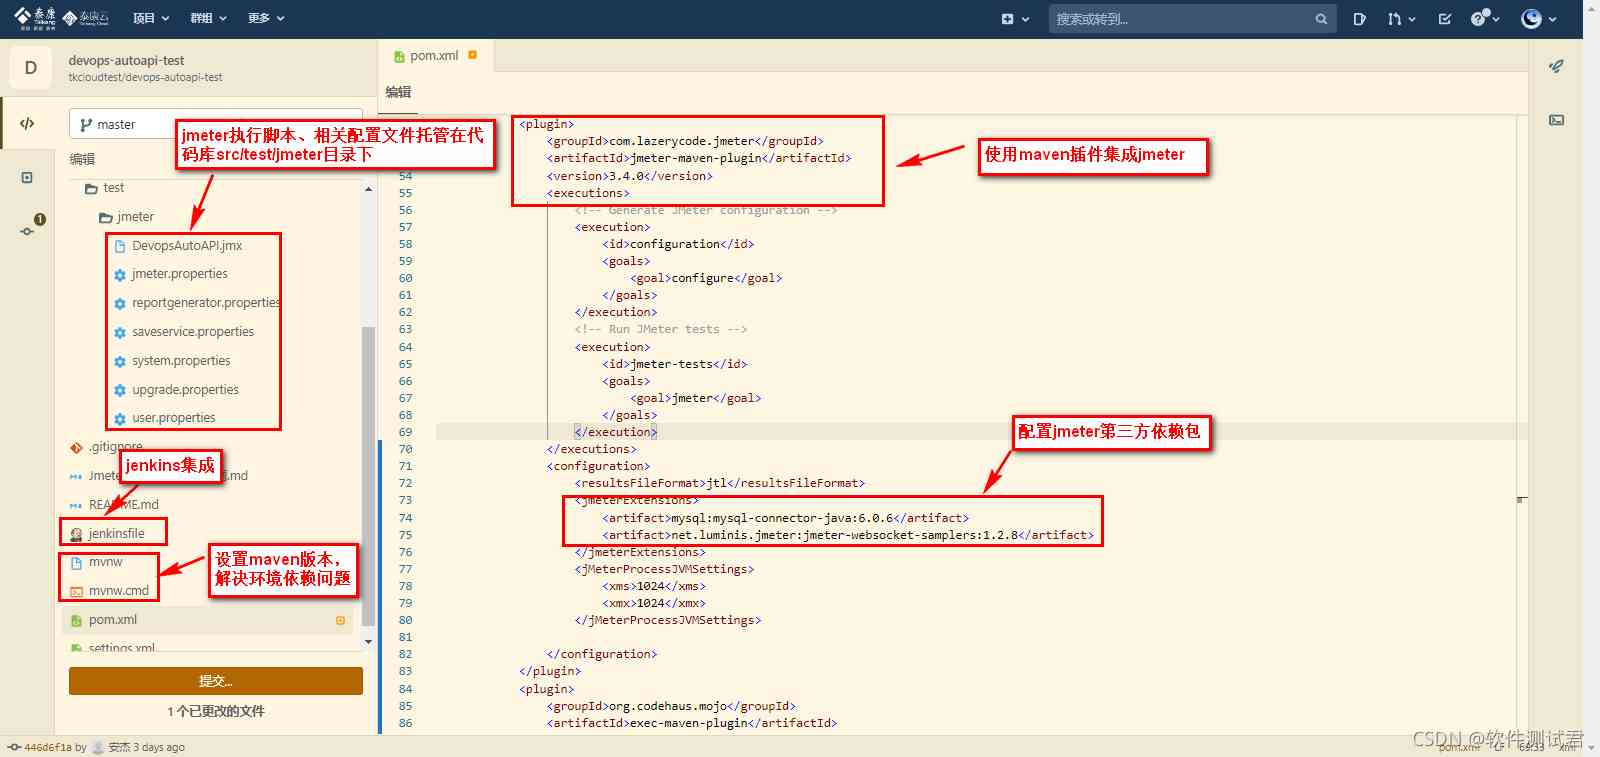 泰康
Taikang
泰康云
Taikang Cloud
项目
群组
更多
搜索或转到...
D
devops-autoapi-test
tkcloudtest/devops-autoapi-test
pom.xml
编辑
master
编辑
jmeter执行脚本、相关配置文件托管在代
码库src/test/jmeter目录下
1
test
jmeter
DevopsAutoAPI.jmx
jmeter.properties
reportgenerator.properties
saveservice.properties
system.properties
upgrade.properties
user.properties
.gitignore
Jmete
.md
jenkins集成
README.md
jenkinsfile
mvnw
mvnw.cmd
设置maven版本，
解决环境依赖问题
pom.xml
settings.xml
提交...
1 个已更改的文件
<plugin>
<groupId>com.lazerycode.jmeter</groupId>
<artifactId>jmeter-maven-plugin</artifactId>
54 <version>3.4.0</version>
55 <executions>
56 <!-- Generate JMeter configuration -->
57 <execution>
58 <id>configuration</id>
59 <goals>
60 <goal>configure</goal>
61 </goals>
62 </execution>
63 <!-- Run JMeter tests -->
64 <execution>
65 <id>jmeter-tests</id>
66 <goals>
67 <goal>jmeter</goal>
68 </goals>
69 </execution>
70 </executions>
71 <configuration>
72 <resultsFileFormat>jtl</resultsFileFormat>
73 <jmeterExtensions>
74 <artifact>mysql:mysql-connector-java:6.0.6</artifact>
75 <artifact>net.luminis.jmeter:jmeter-websocket-samplers:1.2.8</artifact>
76 </jmeterExtensions>
77 <jMeterProcessJVMSettings>
78 <xms>1024</xms>
79 <xmx>1024</xmx>
80 </jMeterProcessJVMSettings>
81
82 </configuration>
83 </plugin>
84 <plugin>
85 <groupId>org.codehaus.mojo</groupId>
86 <artifactId>exec-maven-plugin</artifactId>
使用maven插件集成jmeter
配置jmeter第三方依赖包
446d6f1a by 安杰 3 days ago
pom.xml LF 69:33 xml
CSDN @软件测试君